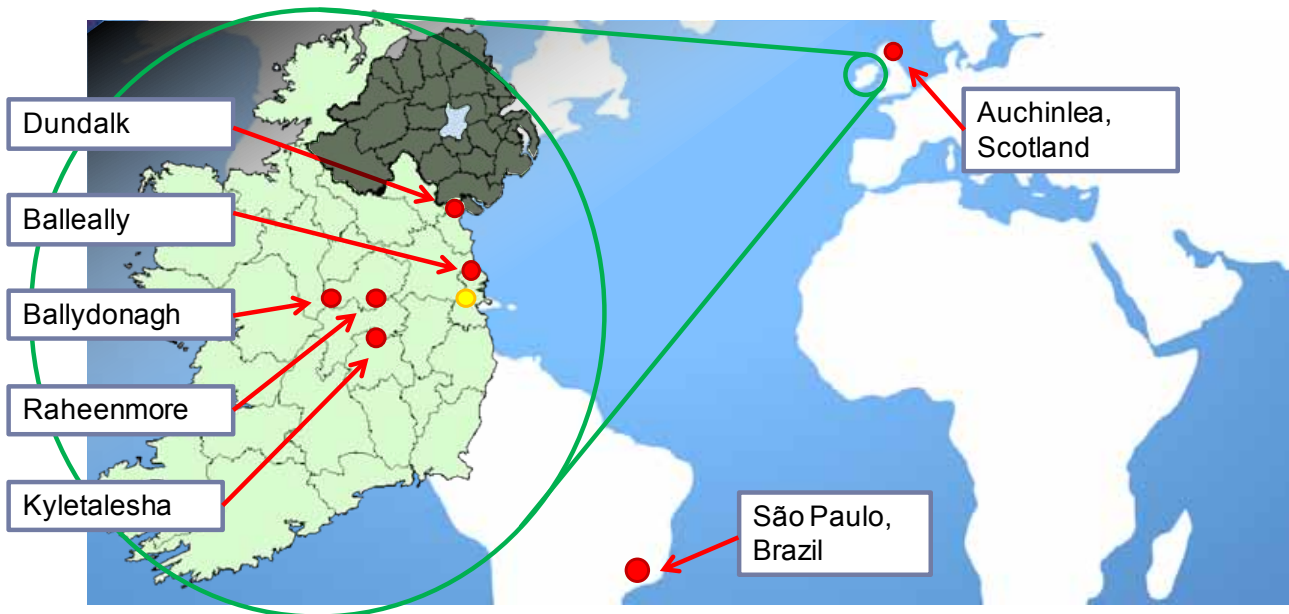 Dundalk
Balleally
Ballydonagh
Raheenmore
Kyletalesha
Auchinlea,
Scotland
São Paulo,
Brazil